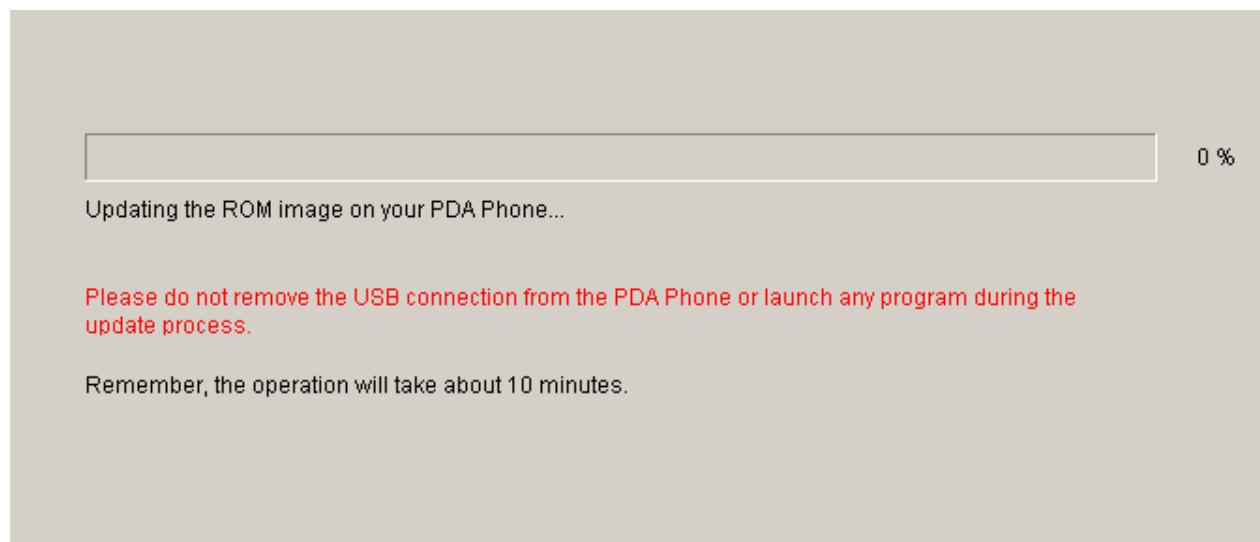 0 %
Updating the ROM image on your PDA Phone...
Please do not remove the USB connection from the PDA Phone or launch any program during the
update process.
Remember, the operation will take about 10 minutes.